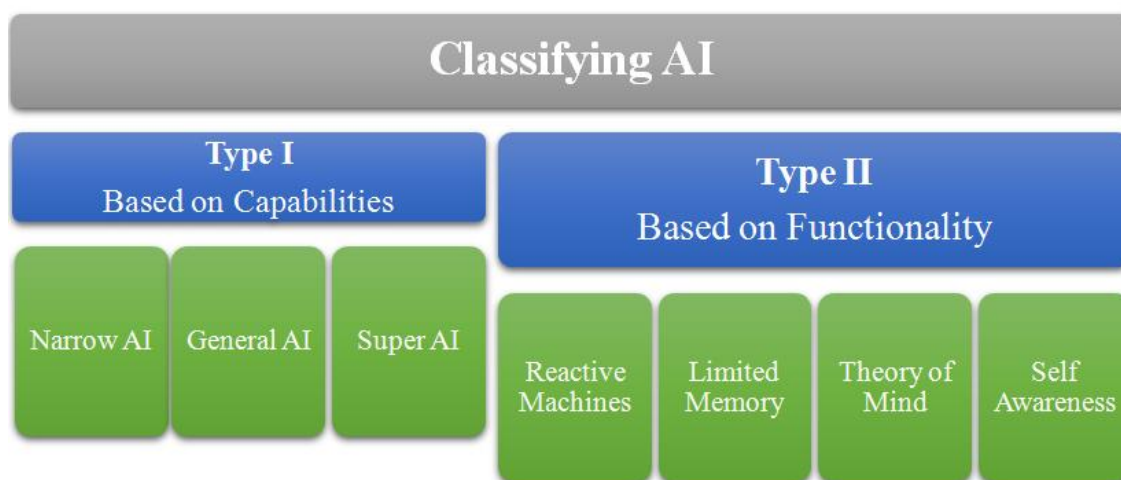 Classifying AI
Type I
Based on Capabilities
Type II
Based on Functionality
Narrow AI
General AI
Super AI
Reactive
Machines
Limited
Memory
Theory of
Mind
Self
Awareness